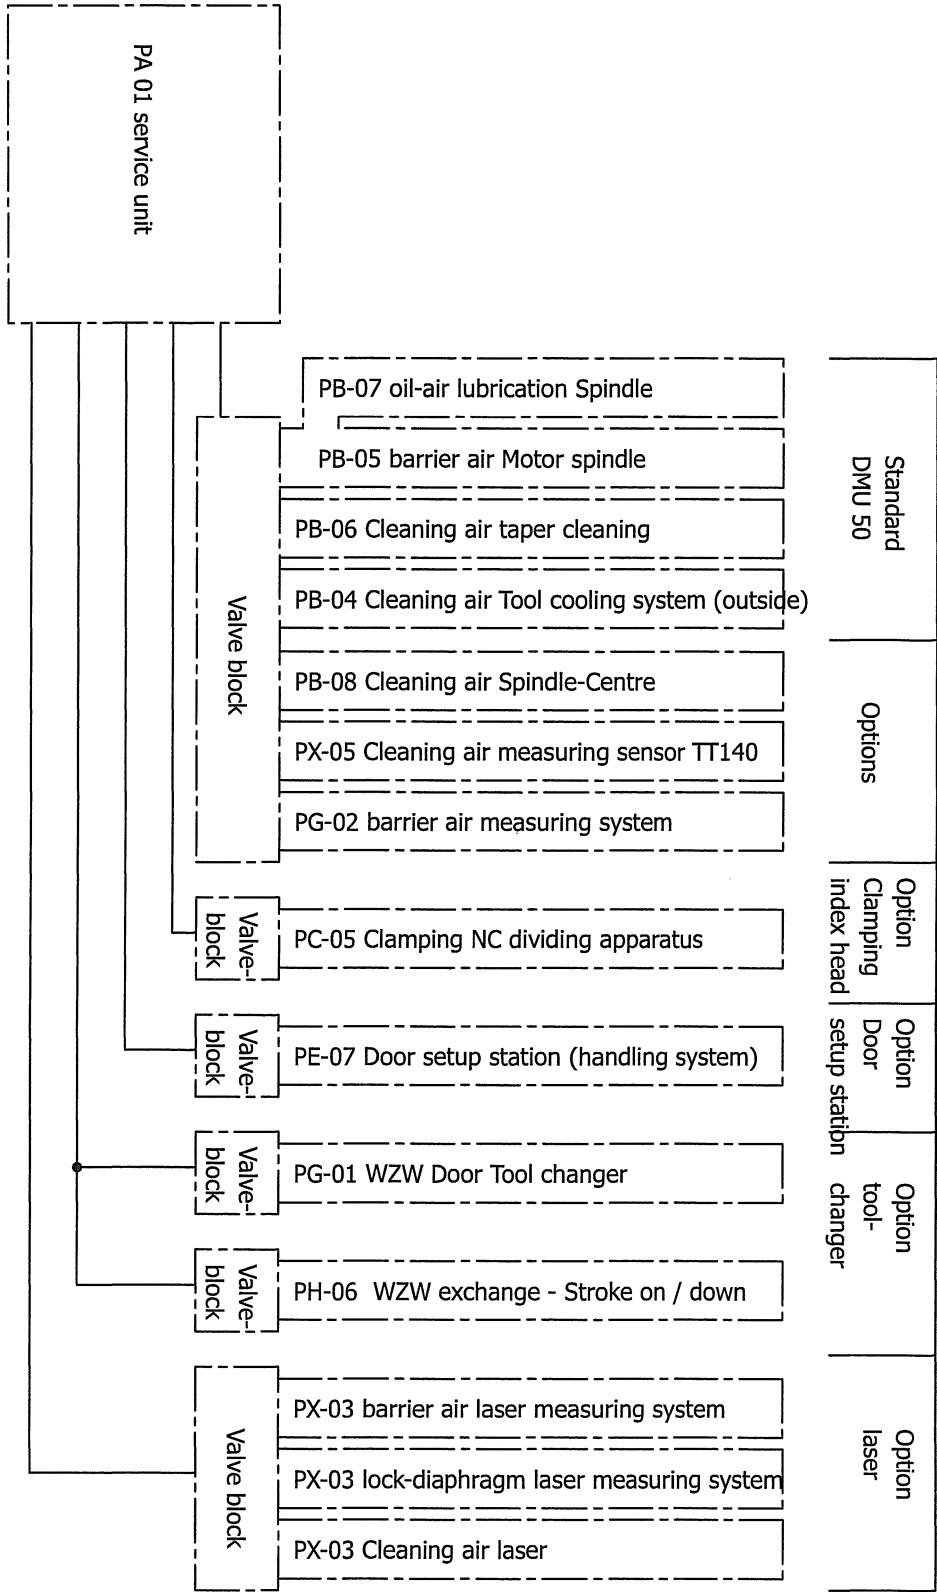 PA 01 service unit
PB-07 oil-air lubrication Spindle
PB-05 barrier air Motor spindle
PB-06 Cleaning air taper cleaning
PB-04 Cleaning air Tool cooling system (outside)
PB-08 Cleaning air Spindle-Centre
PX-05 Cleaning air measuring sensor TT140
PG-02 barrier air measuring system
Valve block
PC-05 Clamping NC dividing apparatus
Valve-
block
PE-07 Door setup station (handling system)
Valve-
block
PG-01 WZW Door Tool changer
Valve-
block
PH-06 WZW exchange - Stroke on / down
Valve-
block
PX-03 barrier air laser measuring system
PX-03 lock-diaphragm laser measuring system
PX-03 Cleaning air laser
Valve block
Standard
DMU 50
Options
Option
Clamping
index head
Option
Door
setup station
Option
tool-
changer
Option
laser